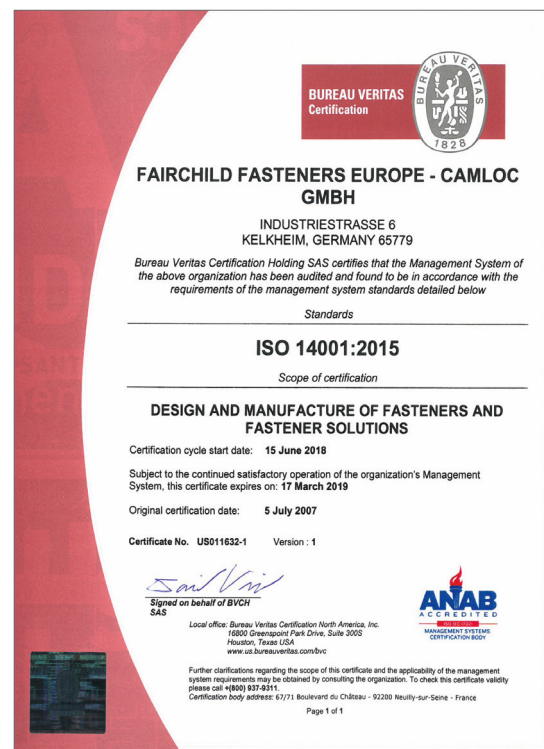 BUREAU VERITAS
Certification
BUREAU VERITAS
1828
FAIRCHILD FASTENERS EUROPE - CAMLOC
GMBH
INDUSTRIESTRASSE 6
KELKHEIM, GERMANY 65779
Bureau Veritas Certification Holding SAS certifies that the Management System of
the above organization has been audited and found to be in accordance with the
requirements of the management system standards detailed below
Standards
ISO 14001:2015
Scope of certification
DESIGN AND MANUFACTURE OF FASTENERS AND
FASTENER SOLUTIONS
Certification cycle start date: 15 June 2018
Subject to the continued satisfactory operation of the organization's Management
System, this certificate expires on: 17 March 2019
Original certification date: 5 July 2007
Certificate No. US011632-1 Version : 1
Signed on behalf of BVCH
SAS
ANAB
ACCREDITED
MANAGEMENT SYSTEMS
CERTIFICATION BODY
Local office: Bureau Veritas Certification North America, Inc.
16800 Greenspoint Park Drive, Suite 300S
Houston, Texas USA
www.us.bureauveritas.com/bvc
Further clarifications regarding the scope of this certificate and the applicability of the management
system requirements may be obtained by consulting the organization. To check this certificate validity
please call +(800) 937-9311.
Certification body address: 67/71 Boulevard du Château - 92200 Neuilly-sur-Seine - France
Page 1 of 1